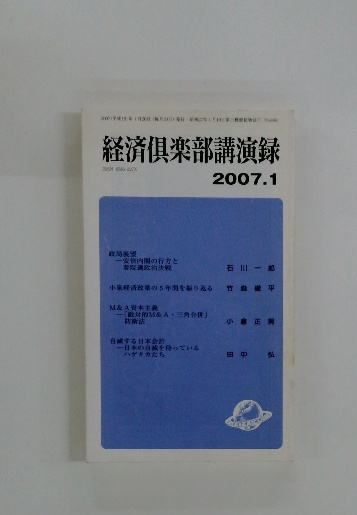 経済倶楽部講演録
2007.1
政局展望
―安倍内閣の行方と
参院選政治決戦 石川一郎
小泉経済政策の5年間を振り返る 竹森俊平
M&A資本主義
―「敵対的M&A・三角合併」
防衛法 小倉正男
自滅する日本会計
―日本の自滅を待っている
ハゲタカたち 田中弘